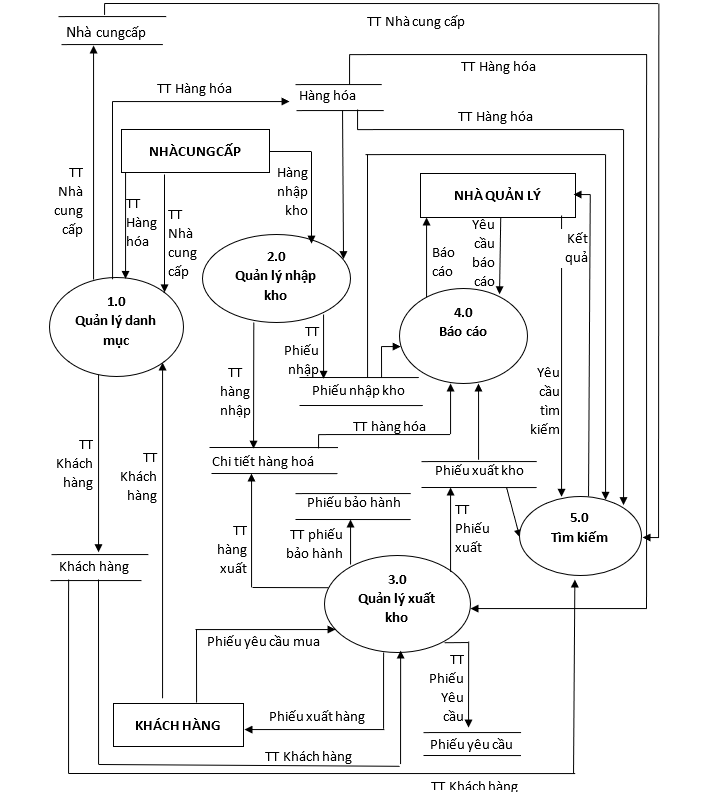 TT Nhà cung cấp
Nhà cungcấp
TT Hàng hóa
TT Hàng hóa
Hàng hóa
TT Hàng hóa
NHÀCUNGCẤP
TT
Nhà
cung
cấp
TT
Hàng
hóa
TT
Nhà
cung
cấp
Hàng
nhập
kho
NHÀ QUẢN LÝ
Báo
cáo
Yêu
cầu
báo
cáo
Kết
quả
2.0
Quản lý nhập
kho
1.0
Quản lý danh
mục
4.0
Báo cáo
TT
Phiếu
nhập
TT
hàng
nhập
Phiếu nhập kho
Yêu
cầu
tìm
kiếm
TT hàng hóa
TT
Khách
hàng
TT
Khách
hàng
Chi tiết hàng hoá
Phiếu xuất kho
Phiếu bảo hành
TT
hàng
xuất
TT phiếu
bảo hành
TT
Phiếu
xuất
5.0
Tìm kiếm
Khách hàng
3.0
Quản lý xuất
kho
Phiếu yêu cầu mua
TT
Phiếu
Yêu
cầu
KHÁCH HÀNG
Phiếu xuất hàng
Phiếu yêu cầu
TT Khách hàng
TT Khách hàng